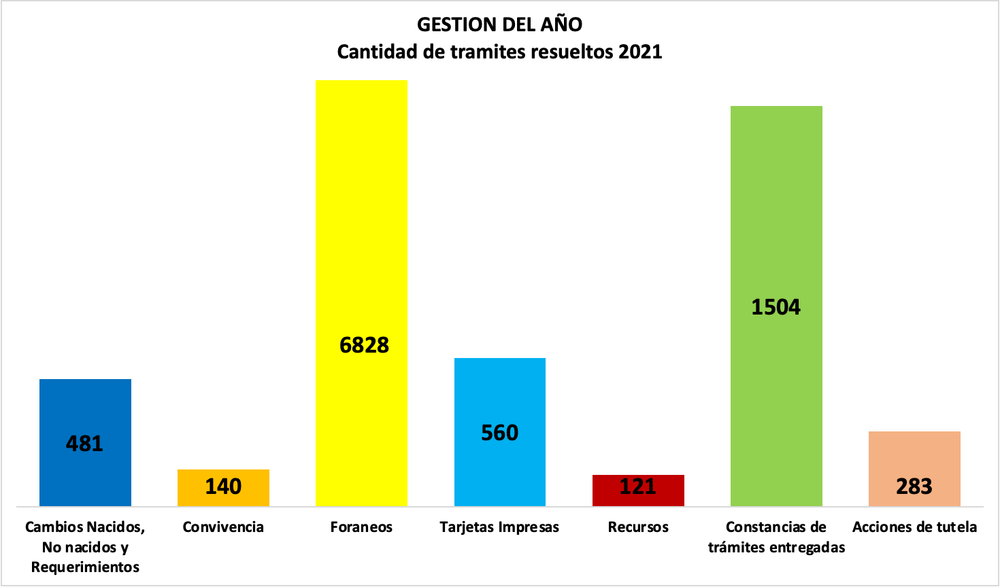 GESTION DEL AÑO
Cantidad de tramites resueltos 2021
481
140
6828
560
121
1504
283
Cambios Nacidos,
No nacidos y
Requerimientos
Convivencia
Foraneos
Tarjetas Impresas
Recursos
Constancias de
trámites entregadas
Acciones de tutela